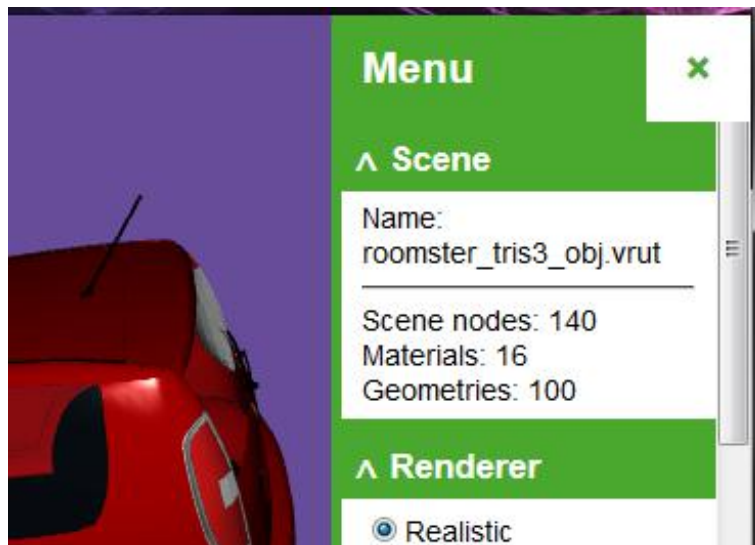 Menu
×
^ Scene
Name:
roomster_tris3_obj.vrut
Scene nodes: 140
Materials: 16
Geometries: 100
^ Renderer
Realistic